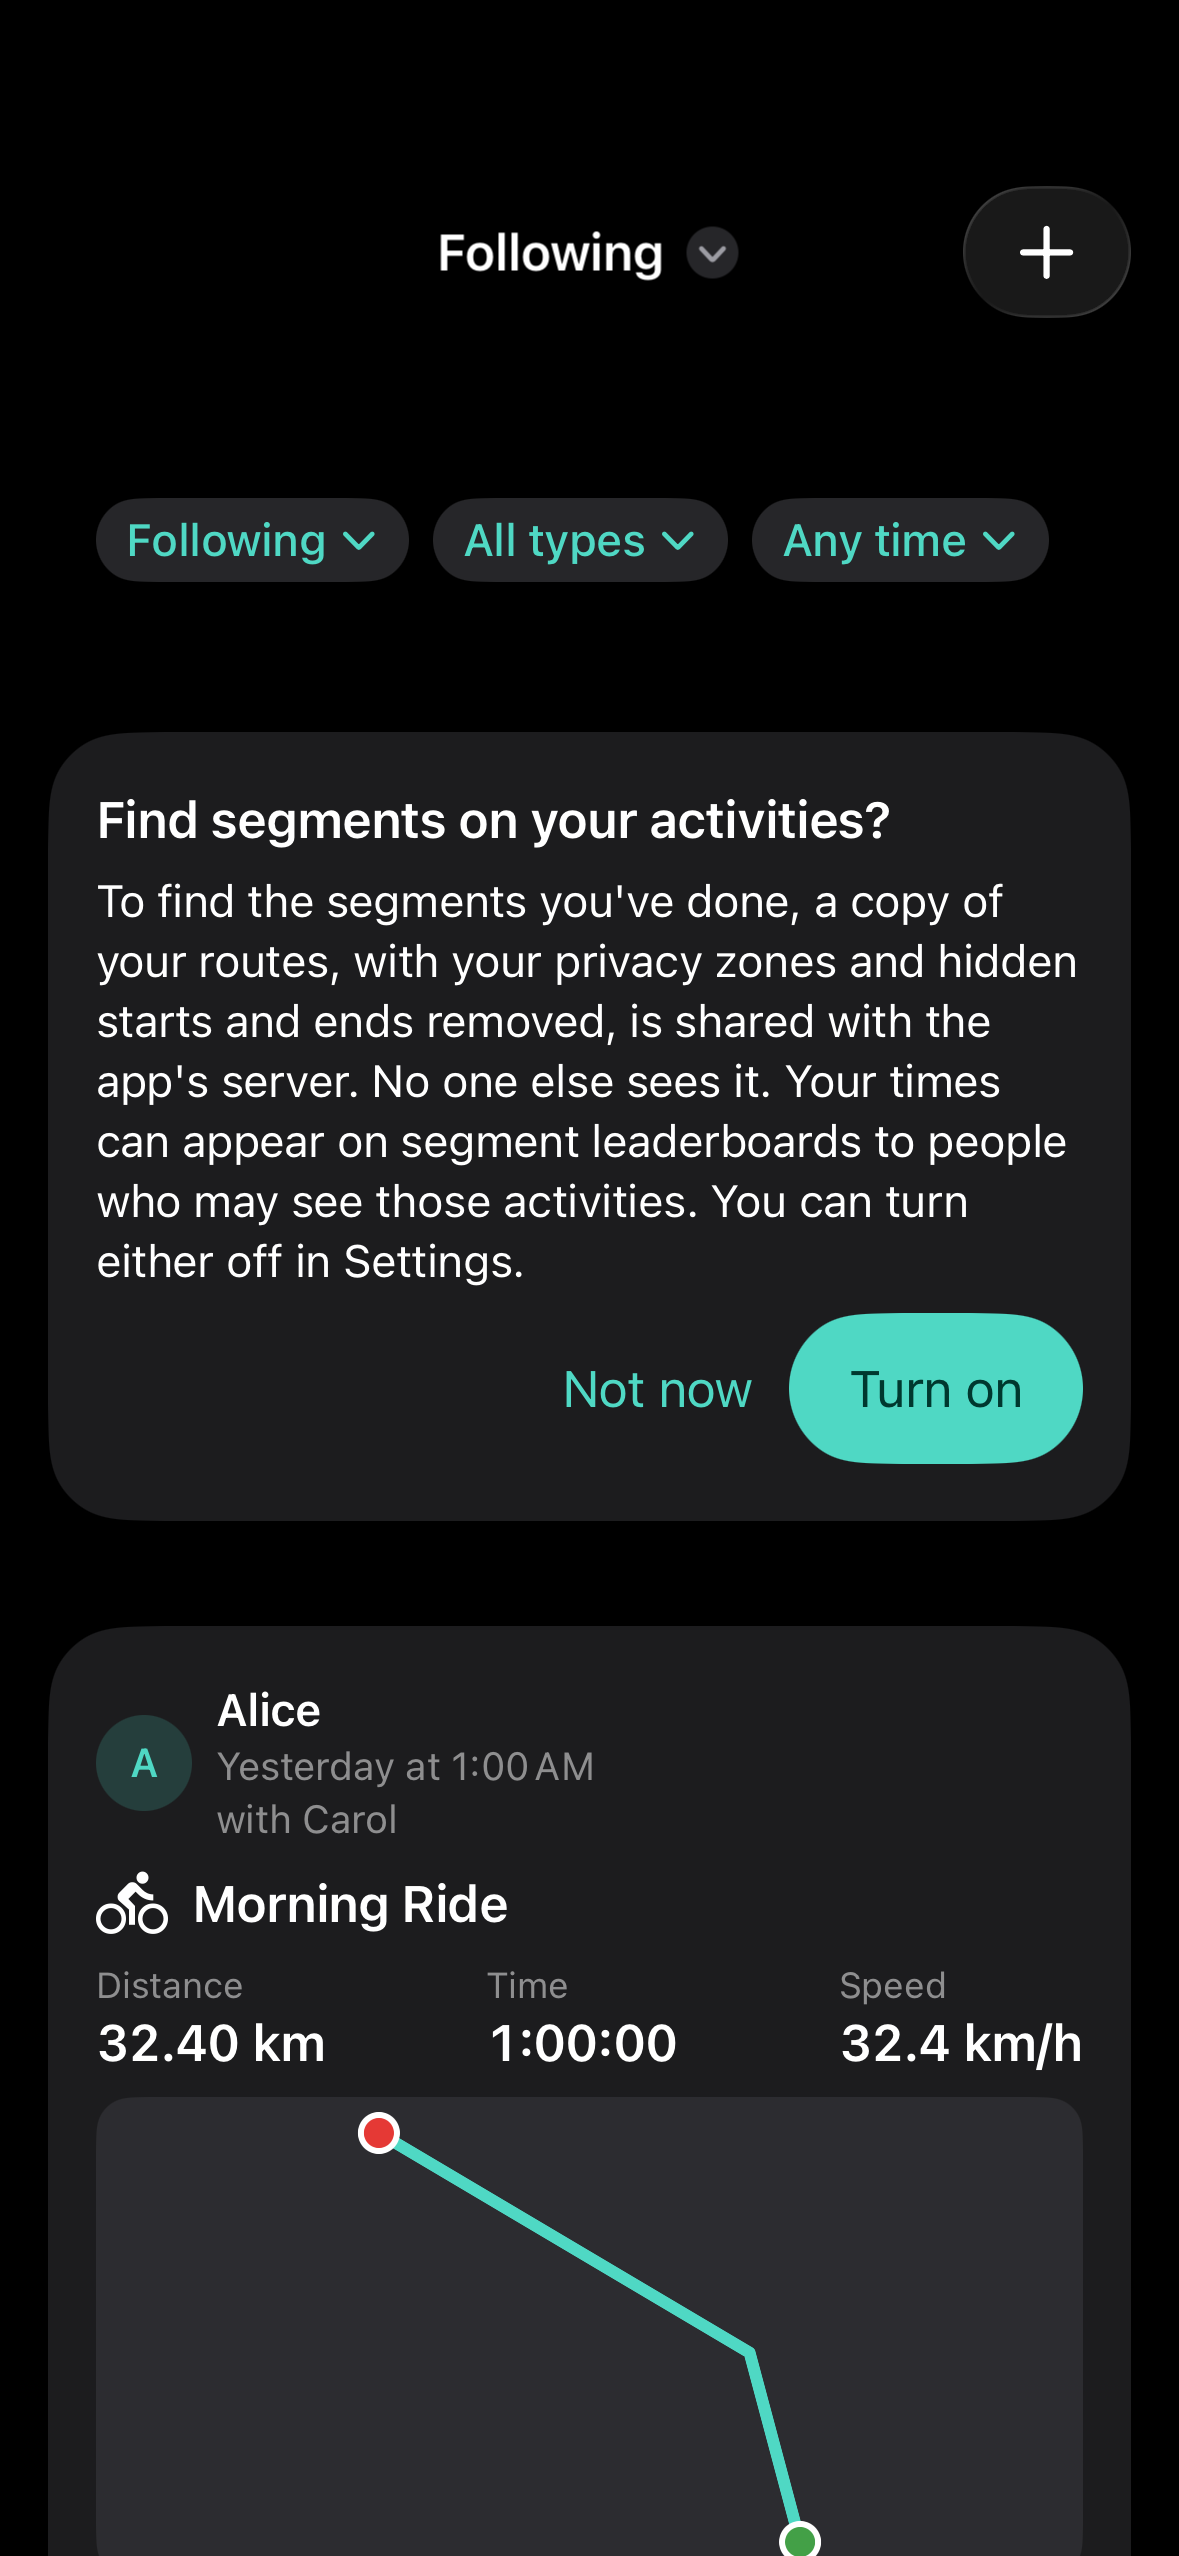 Following
Following
All types
Any time
Find segments on your activities?
To find the segments you've done, a copy of
your routes, with your privacy zones and hidden
starts and ends removed, is shared with the
app's server. No one else sees it. Your times
can appear on segment leaderboards to people
who may see those activities. You can turn
either off in Settings.
Not now
Turn on
A
Alice
Yesterday at 1:00 AM
with Carol
Morning Ride
Distance
Time
Speed
32.40 km
1:00:00
32.4 km/h